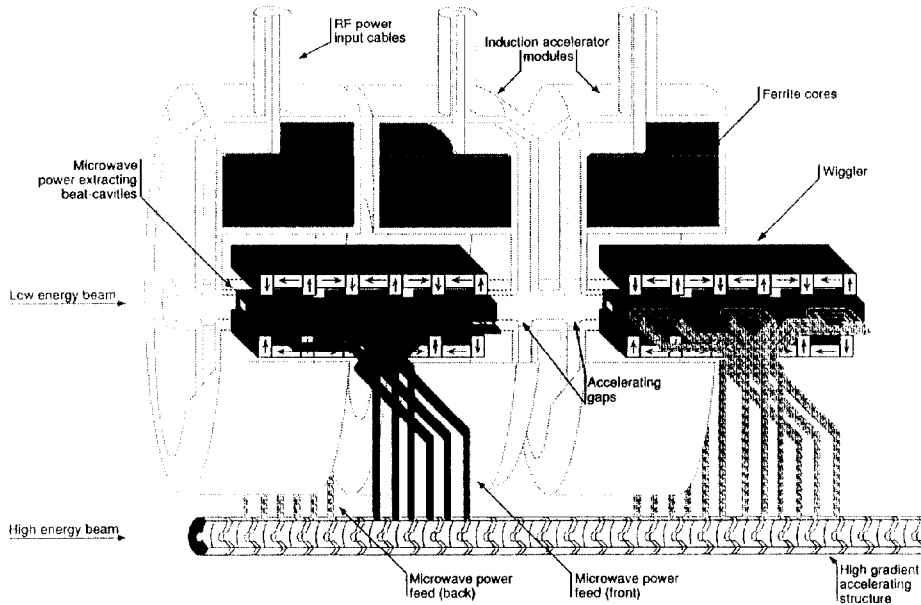 RF power
input cables
Induction accelerator
modules
Ferrite cores
Microwave
power extracting
beat-cavities
Wiggler
Low energy beam
Accelerating
gaps
High energy beam
Microwave power
feed (back)
Microwave power
feed (front)
High gradient
accelerating
structure